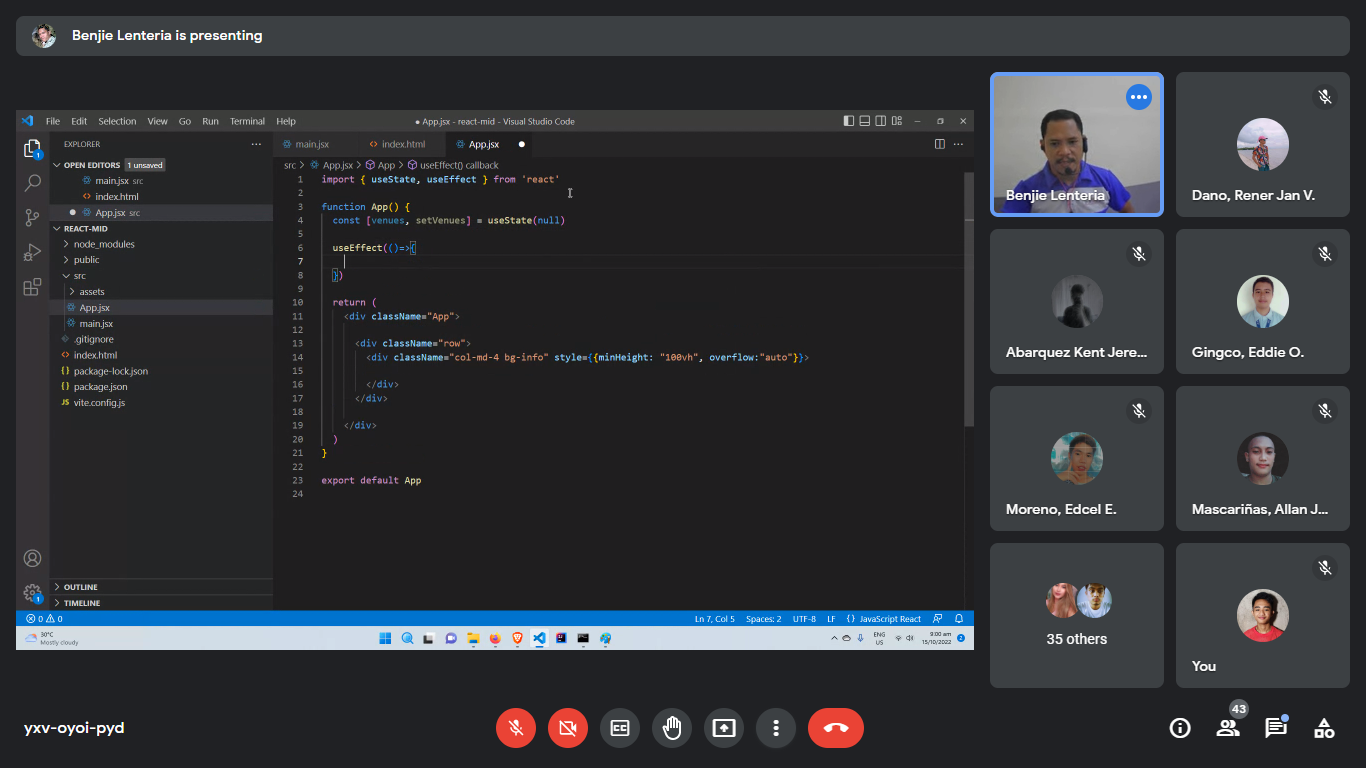 Benjie Lenteria is presenting
File Edit Selection View Go Run Terminal Help
● App.jsx - react-mid - Visual Studio Code
EXPLORER
main.jsx
index.html
App.jsx
OPEN EDITORS 1 unsaved
main.jsx src
index.html
App.jsx src
REACT-MID
node_modules
public
src
assets
App.jsx
main.jsx
.gitignore
index.html
package-lock.json
package.json
vite.config.js
OUTLINE
TIMELINE
src > App.jsx > App > useEffect() callback
1 import { useState, useEffect } from 'react'
2
3 function App() {
4 const [venues, setVenues] = useState(null)
5
6 useEffect(()=>{
7
8 })
9
10 return (
11 <div className="App">
12
13 <div className="row">
14 <div className="col-md-4 bg-info" style={{minHeight: "100vh", overflow:"auto"}}>
15
16 </div>
17 </div>
18
19 </div>
20 )
21 }
22
23 export default App
24
0 0
Ln 7, Col 5 Spaces: 2 UTF-8 LF {} JavaScript React
30°C
Mostly cloudy
ENG
US
9:00 am
15/10/2022
2
Benjie Lenteria
Dano, Rener Jan V.
Abarquez Kent Jere...
Gingco, Eddie O.
Moreno, Edcel E.
Mascariñas, Allan J...
35 others
You
yxv-oyoi-pyd
43